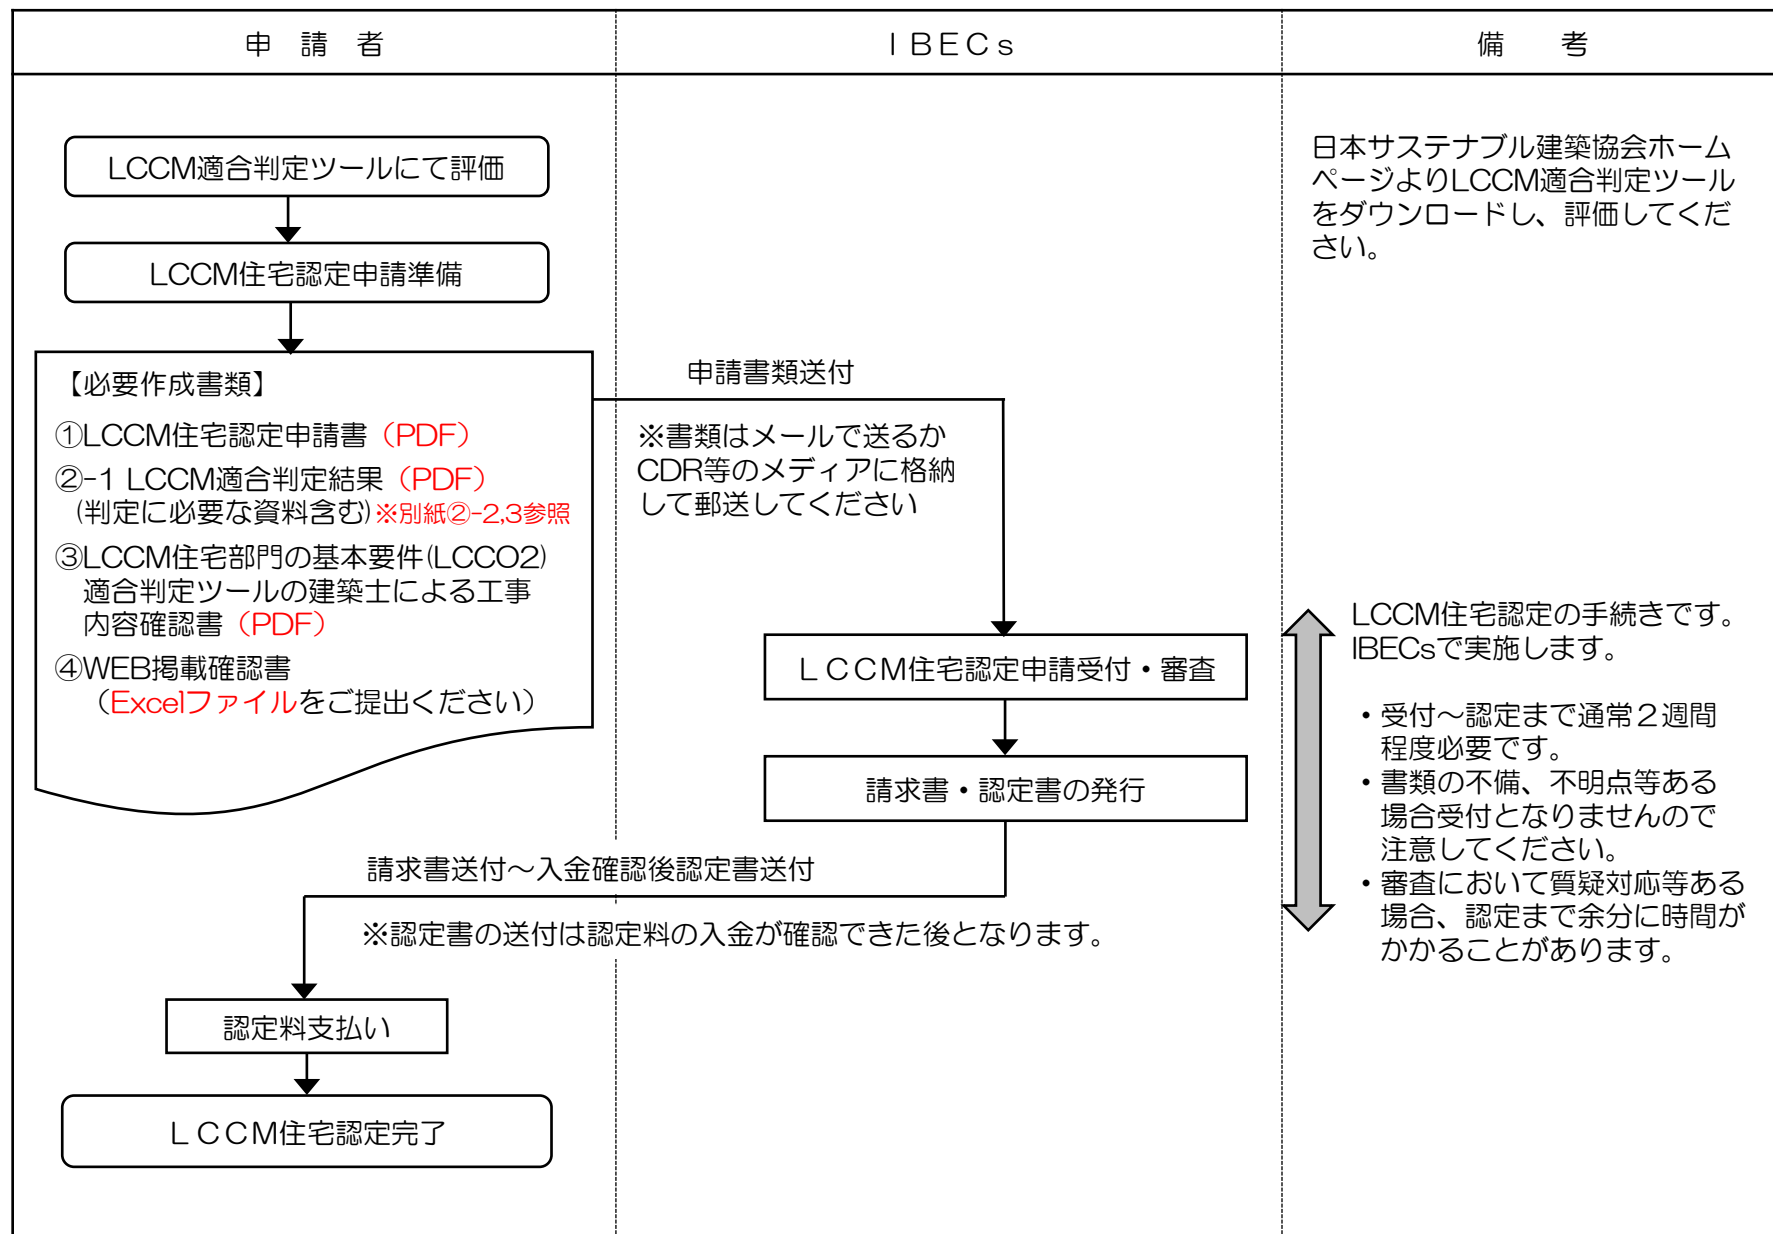 申 請 者
ＩＢＥＣｓ
備 考
LCCM適合判定ツールにて評価
LCCM住宅認定申請準備
【必要作成書類】
①LCCM住宅認定申請書（PDF）
②-1 LCCM適合判定結果（PDF）
(判定に必要な資料含む)※別紙②-2,3参照
③LCCM住宅部門の基本要件(LCCO2)
適合判定ツールの建築士による工事
内容確認書（PDF）
④WEB掲載確認書
（Excelファイルをご提出ください）
申請書類送付
※書類はメールで送るか
CDR等のメディアに格納
して郵送してください
ＬＣＣＭ住宅認定申請受付・審査
請求書・認定書の発行
請求書送付～入金確認後認定書送付
※認定書の送付は認定料の入金が確認できた後となります。
認定料支払い
ＬＣＣＭ住宅認定完了
日本サステナブル建築協会ホーム
ページよりLCCM適合判定ツール
をダウンロードし、評価してくだ
さい。
LCCM住宅認定の手続きです。
IBECsで実施します。
・受付～認定まで通常２週間
程度必要です。
・書類の不備、不明点等ある
場合受付となりませんので
注意してください。
・審査において質疑対応等ある
場合、認定まで余分に時間が
かかることがあります。